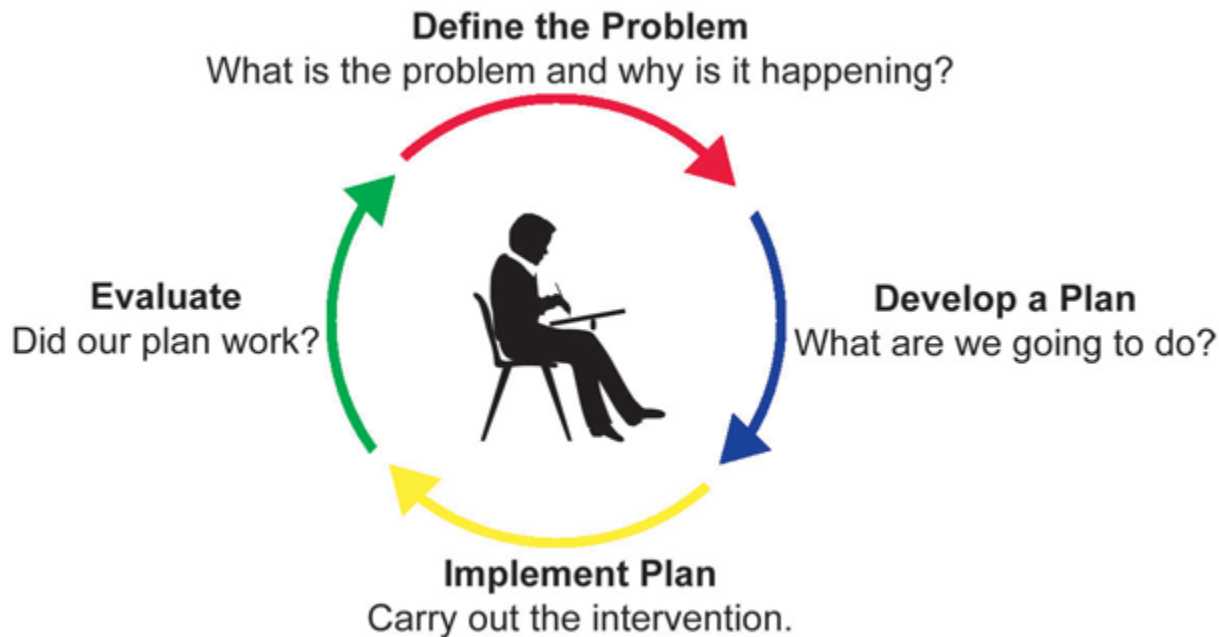 Define the Problem
What is the problem and why is it happening?
Develop a Plan
What are we going to do?
Implement Plan
Carry out the intervention.
Evaluate
Did our plan work?